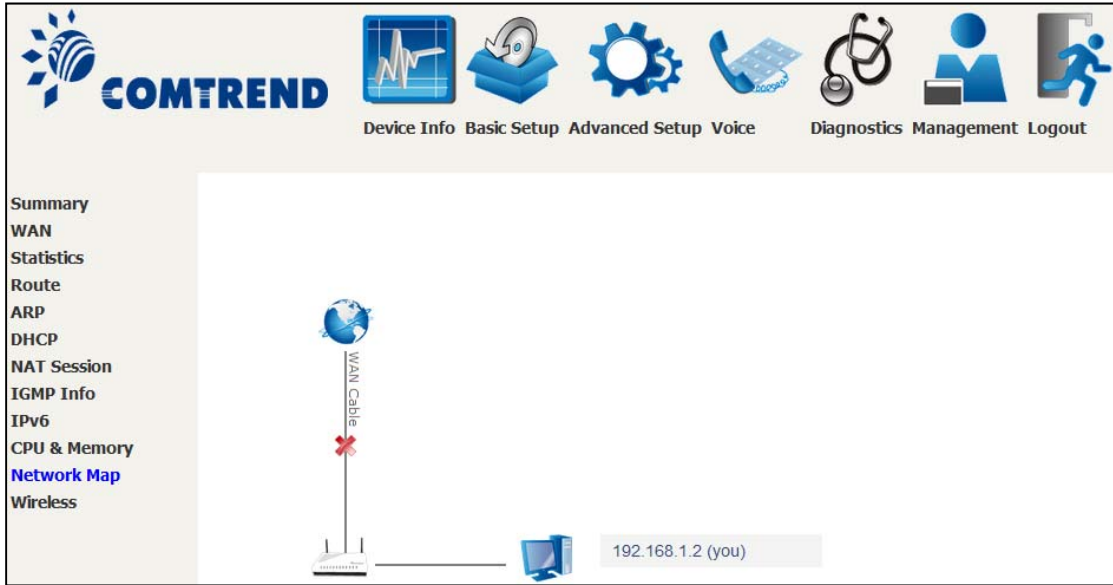 COMTREND
Device Info Basic Setup Advanced Setup Voice Diagnostics Management Logout
Summary
WAN
Statistics
Route
ARP
DHCP
NAT Session
IGMP Info
IPv6
CPU & Memory
Network Map
Wireless
WAN Cable
192.168.1.2 (you)